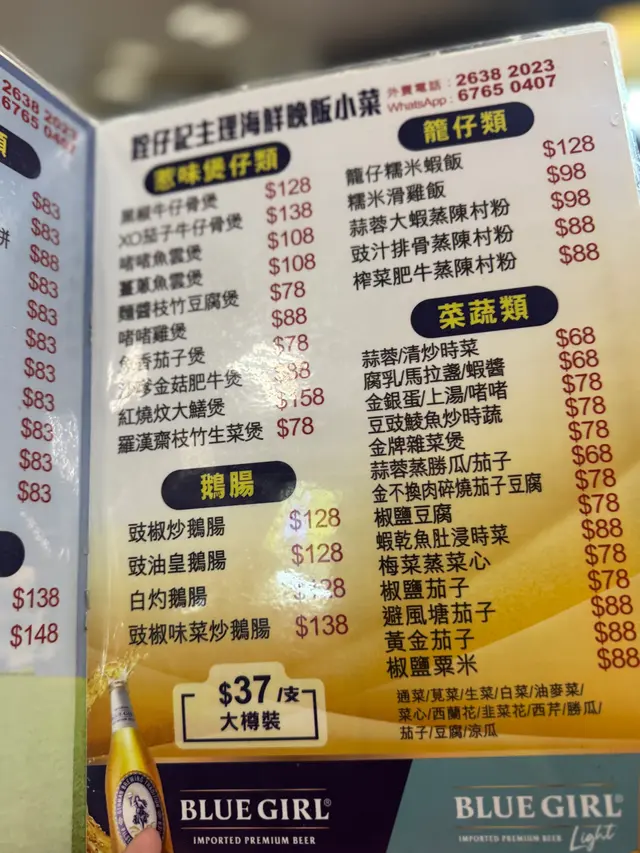 2638 2023
6765 0407
類
$83
$83
$88
$83
$83
$83
$83
$83
$83
$83
$83
$138
$148
仔記主理海鮮晚飯小菜
外賣電話 : 2638 2023
WhatsApp : 6765 0407
惹味煲仔類
黑椒牛仔骨煲 $128
XO茄子牛仔骨煲 $138
啫啫魚雲煲 $108
薑蔥魚雲煲 $108
麵醬枝竹豆腐煲 $78
啫啫雞煲 $88
魚香茄子煲 $78
沙爹金菇肥牛煲 $88
紅燒炆大鱔煲 $158
羅漢齋枝竹生菜煲 $78
鵝腸
豉椒炒鵝腸 $128
豉油皇鵝腸 $128
白灼鵝腸
豉椒味菜炒鵝腸 $138
$37 /支
大樽裝
籠仔類
籠仔糯米蝦飯 $128
糯米滑雞飯 $98
蒜蓉大蝦蒸陳村粉 $98
豉汁排骨蒸陳村粉 $88
榨菜肥牛蒸陳村粉 $88
菜蔬類
蒜蓉/清炒時菜 $68
腐乳/馬拉盞/蝦醬 $68
金銀蛋/上湯/啫啫 $78
豆豉鯪魚炒時蔬 $78
金牌雜菜煲 $78
蒜蓉蒸勝瓜/茄子 $68
金不換肉碎燒茄子豆腐 $78
椒鹽豆腐 $78
蝦乾魚肚浸時菜 $88
梅菜蒸菜心 $78
椒鹽茄子 $78
避風塘茄子 $88
黃金茄子 $88
椒鹽粟米 $88
通菜/莧菜/生菜/白菜/油麥菜/
菜心/西蘭花/韭菜花/西芹/勝瓜/
茄子/豆腐/涼瓜
BLUE GIRL®
IMPORTED PREMIUM BEER
BLUE GIRL®
IMPORTED PREMIUM BEER Light